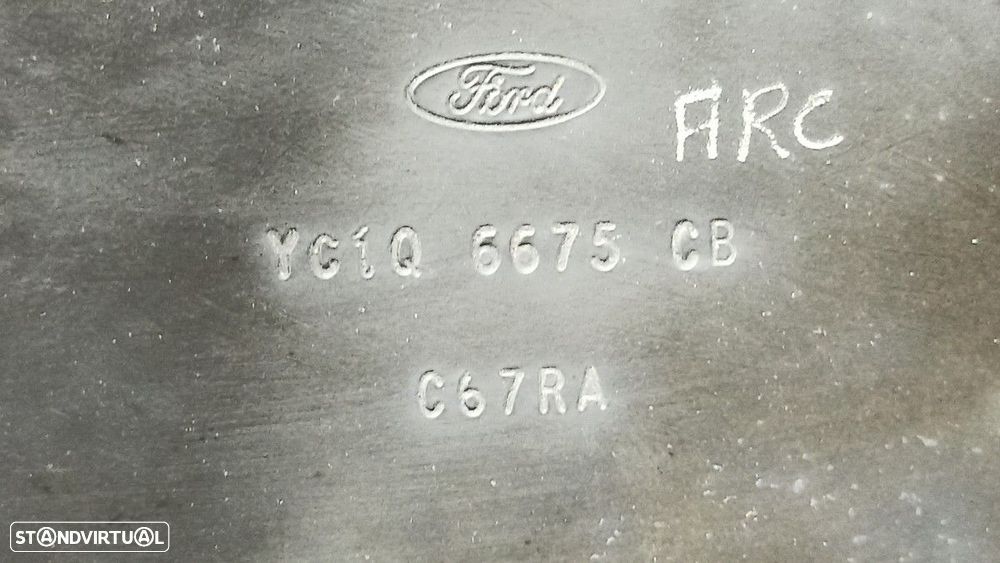 Ford
ARC
YC1Q 6675 CB
C67RA
STANDVIRTUAL